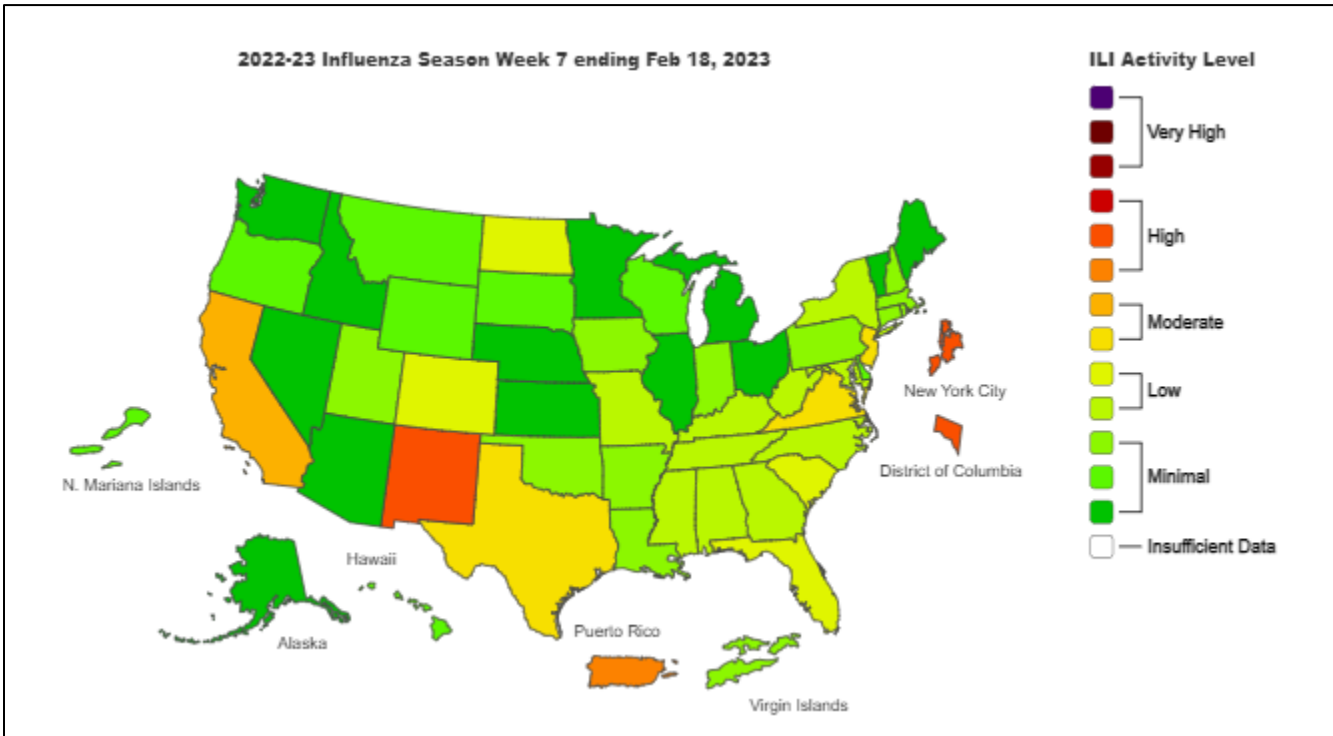 2022-23 Influenza Season Week 7 ending Feb 18, 2023
ILI Activity Level
Very High
High
Moderate
Low
Minimal
Insufficient Data
New York City
District of Columbia
N. Mariana Islands
Hawaii
Alaska
Puerto Rico
Virgin Islands